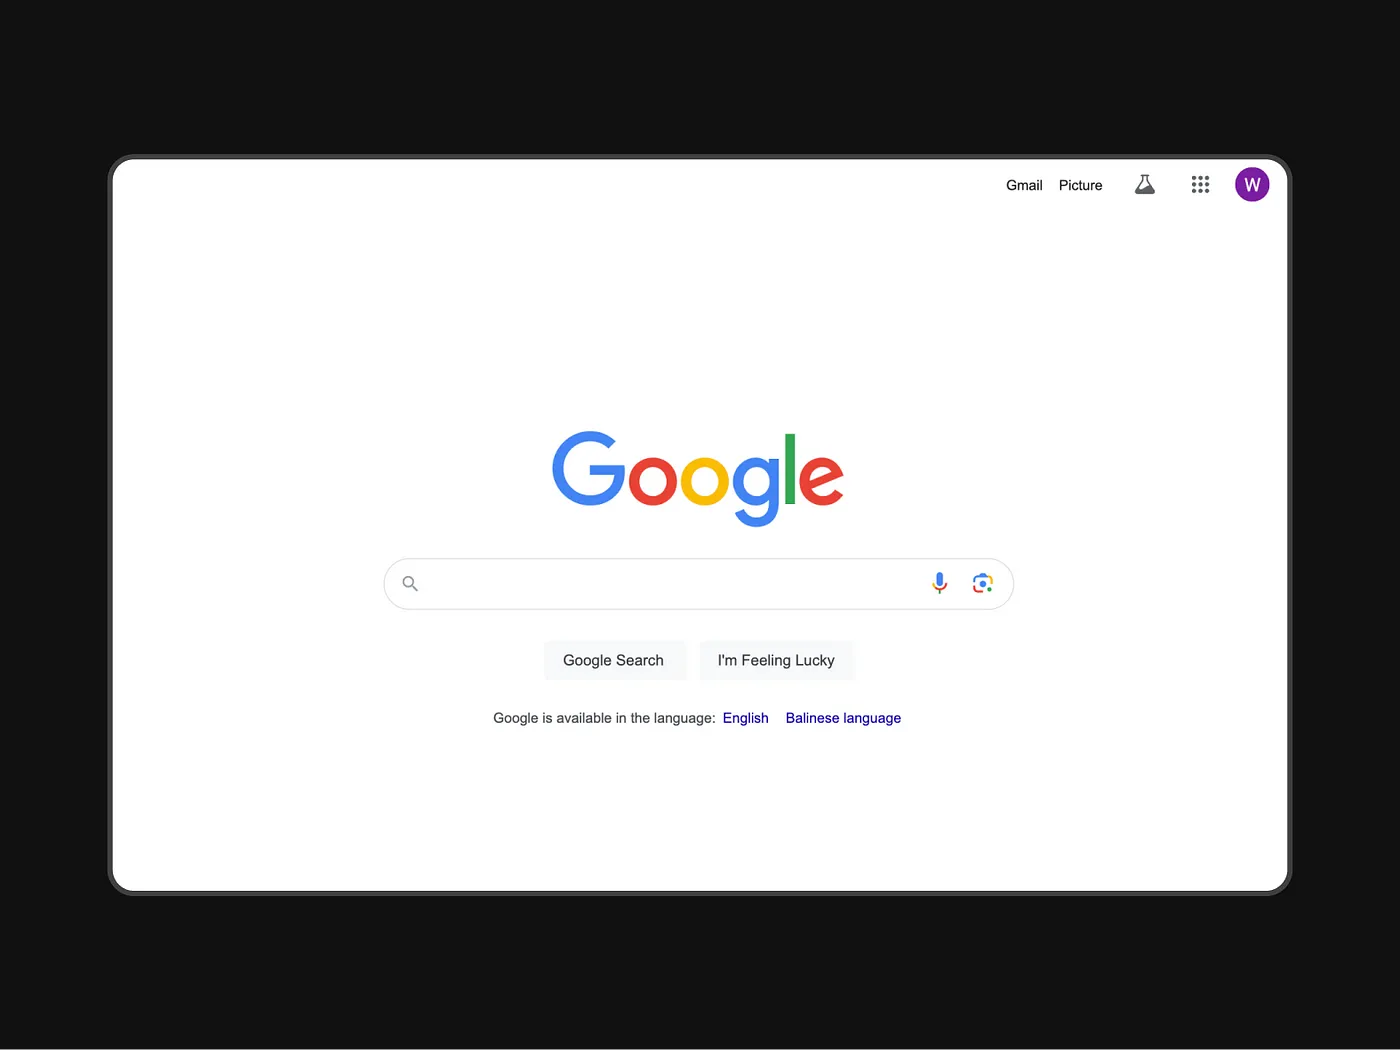 Gmail Picture W
Google
Google Search I'm Feeling Lucky
Google is available in the language: English Balinese language